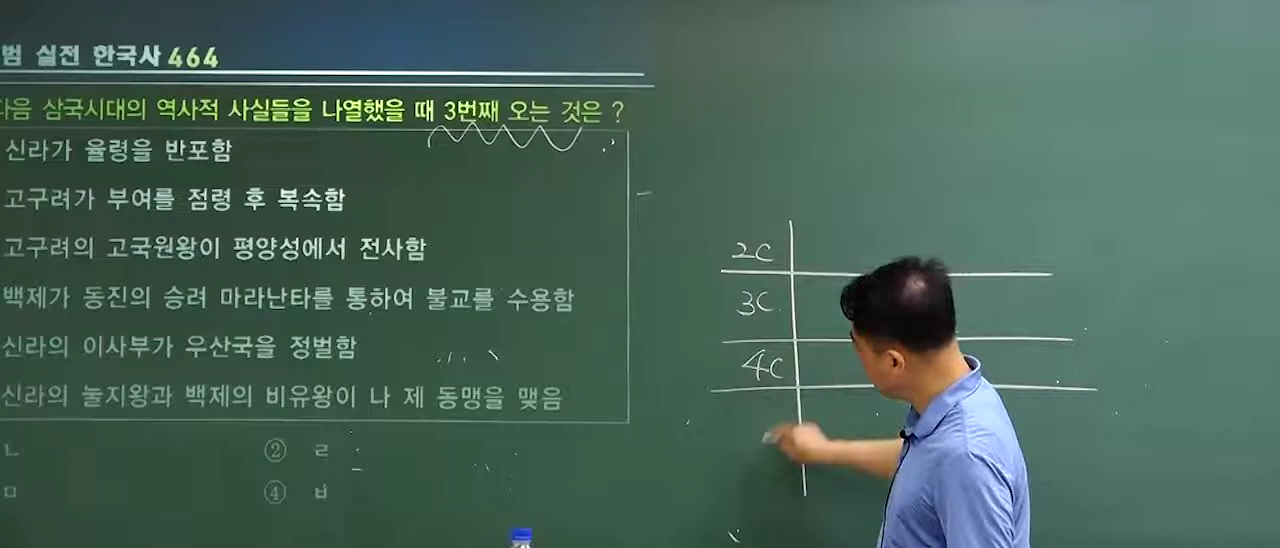 범 실전 한국사 464
다음 삼국시대의 역사적 사실들을 나열했을 때 3번째 오는 것은 ?
신라가 율령을 반포함
고구려가 부여를 점령 후 복속함
고구려의 고국원왕이 평양성에서 전사함
백제가 동진의 승려 마라난타를 통하여 불교를 수용함
신라의 이사부가 우산국을 정벌함
신라의 눌지왕과 백제의 비유왕이 나 제 동맹을 맺음
ㄴ ② ㄹ
ㅁ ④ ㅂ
2C
3C
4C